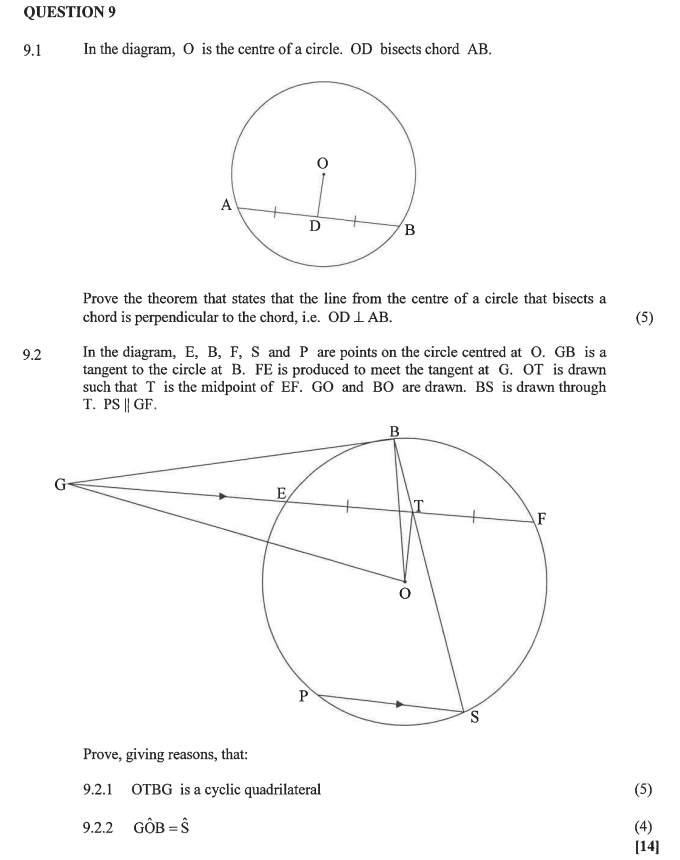 QUESTION 9
9.1 In the diagram, O is the centre of a circle. OD bisects chord AB.
O
A
D
B
Prove the theorem that states that the line from the centre of a circle that bisects a
chord is perpendicular to the chord, i.e. OD ⊥ AB. (5)
9.2 In the diagram, E, B, F, S and P are points on the circle centred at O. GB is a
tangent to the circle at B. FE is produced to meet the tangent at G. OT is drawn
such that T is the midpoint of EF. GO and BO are drawn. BS is drawn through
T. PS || GF.
B
G
E
T
F
O
P
S
Prove, giving reasons, that:
9.2.1 OTBG is a cyclic quadrilateral (5)
9.2.2 GÔB = Ŝ (4)
[14]